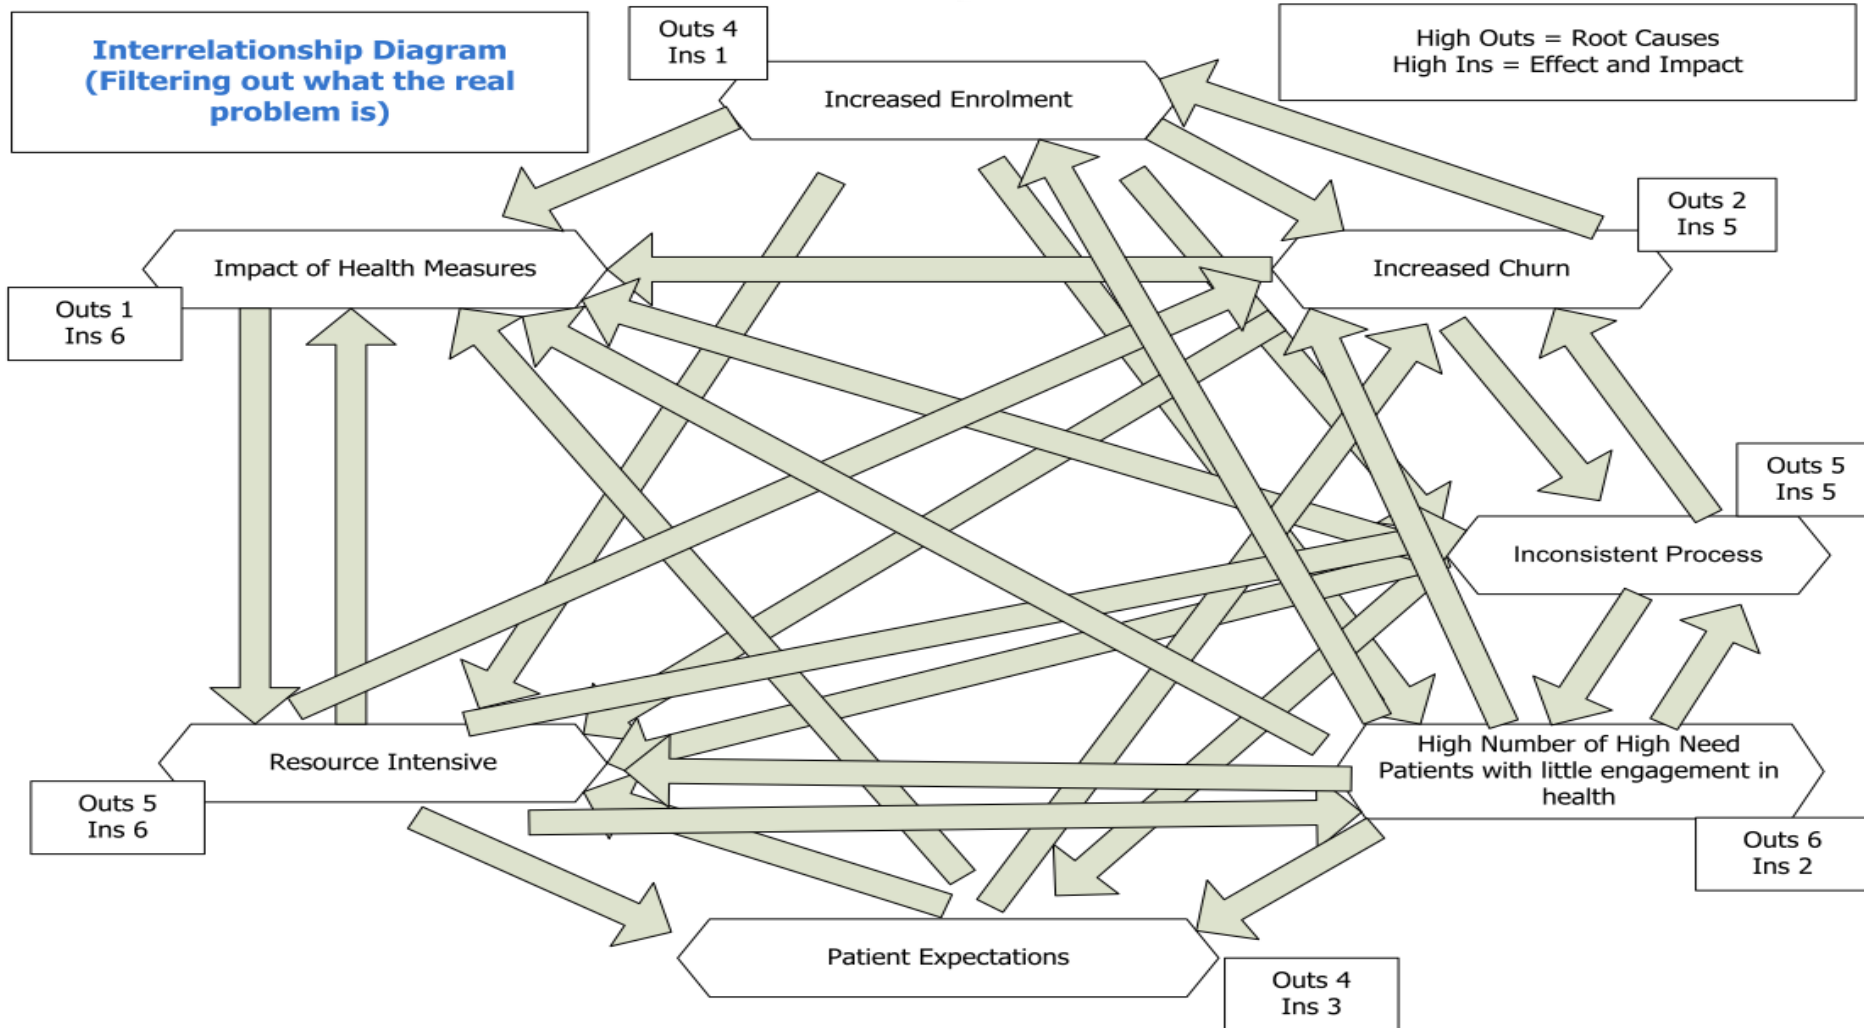 Interrelationship Diagram
(Filtering out what the real
problem is)
Outs 4
Ins 1
Increased Enrolment
High Outs = Root Causes
High Ins = Effect and Impact
Outs 2
Ins 5
Impact of Health Measures
Increased Churn
Outs 1
Ins 6
Outs 5
Ins 5
Inconsistent Process
Resource Intensive
High Number of High Need
Patients with little engagement in
health
Outs 5
Ins 6
Outs 6
Ins 2
Patient Expectations
Outs 4
Ins 3